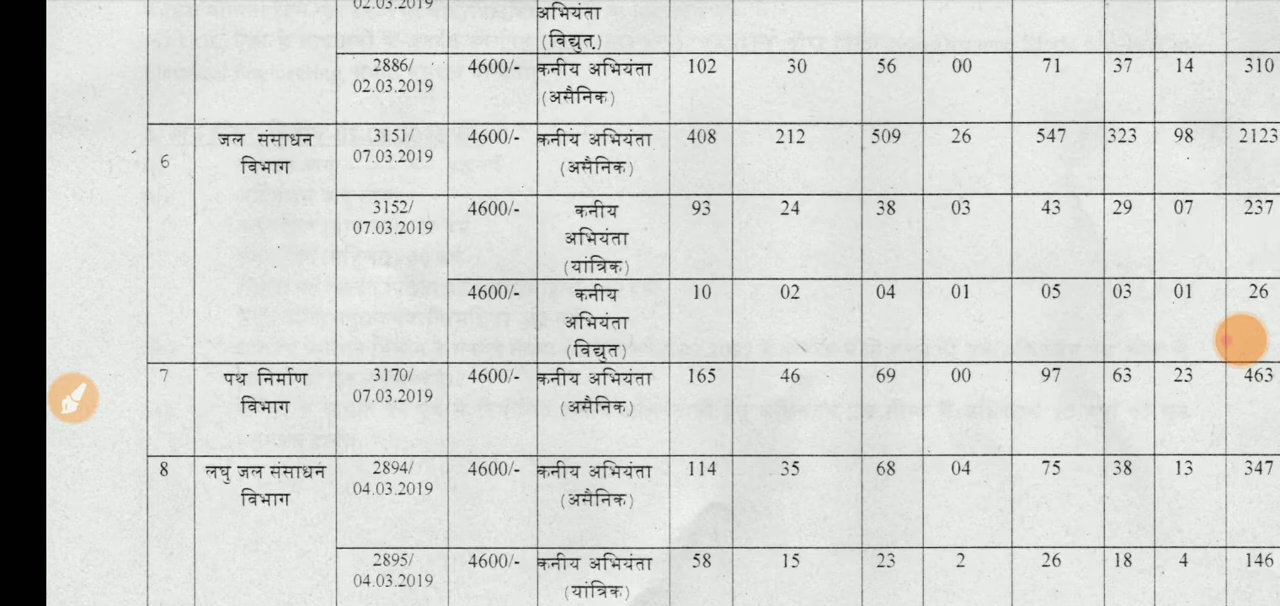 02.03.2019
अभियंता
(विद्युत)
2886/ 4600/- कनीय अभियंता 102 30 56 00 71 37 14 310
02.03.2019 (असैनिक)
6 जल संसाधन 3151/ 4600/- कनीय अभियंता 408 212 509 26 547 323 98 2123
विभाग 07.03.2019 (असैनिक)
3152/ 4600/- कनीय 93 24 38 03 43 29 07 237
07.03.2019 अभियंता
(यांत्रिक)
4600/- कनीय 10 02 04 01 05 03 01 26
अभियंता
(विद्युत)
7 पथ निर्माण 3170/ 4600/- कनीय अभियंता 165 46 69 00 97 63 23 463
विभाग 07.03.2019 (असैनिक)
8 लघु जल संसाधन 2894/ 4600/- कनीय अभियंता 114 35 68 04 75 38 13 347
विभाग 04.03.2019 (असैनिक)
2895/ 4600/- कनीय अभियंता 58 15 23 2 26 18 4 146
04.03.2019 (यांत्रिक)